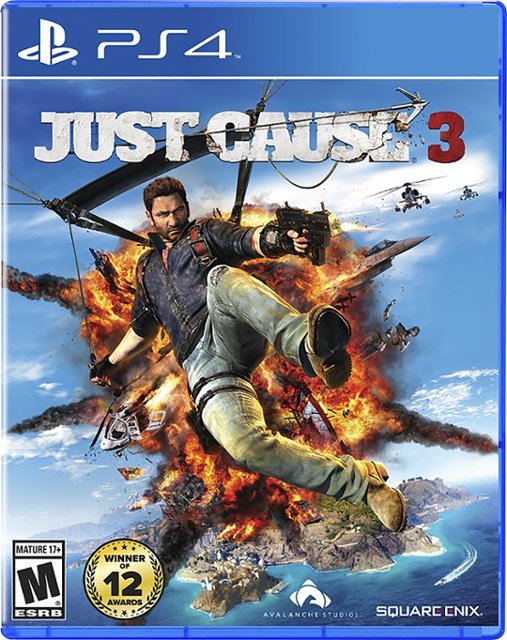 PS4
JUST CAUSE 3
MATURE 17+
M
ESRB
WINNER
OF
12
AWARDS
AVALANCHE STUDIOS
SQUARE ENIX.